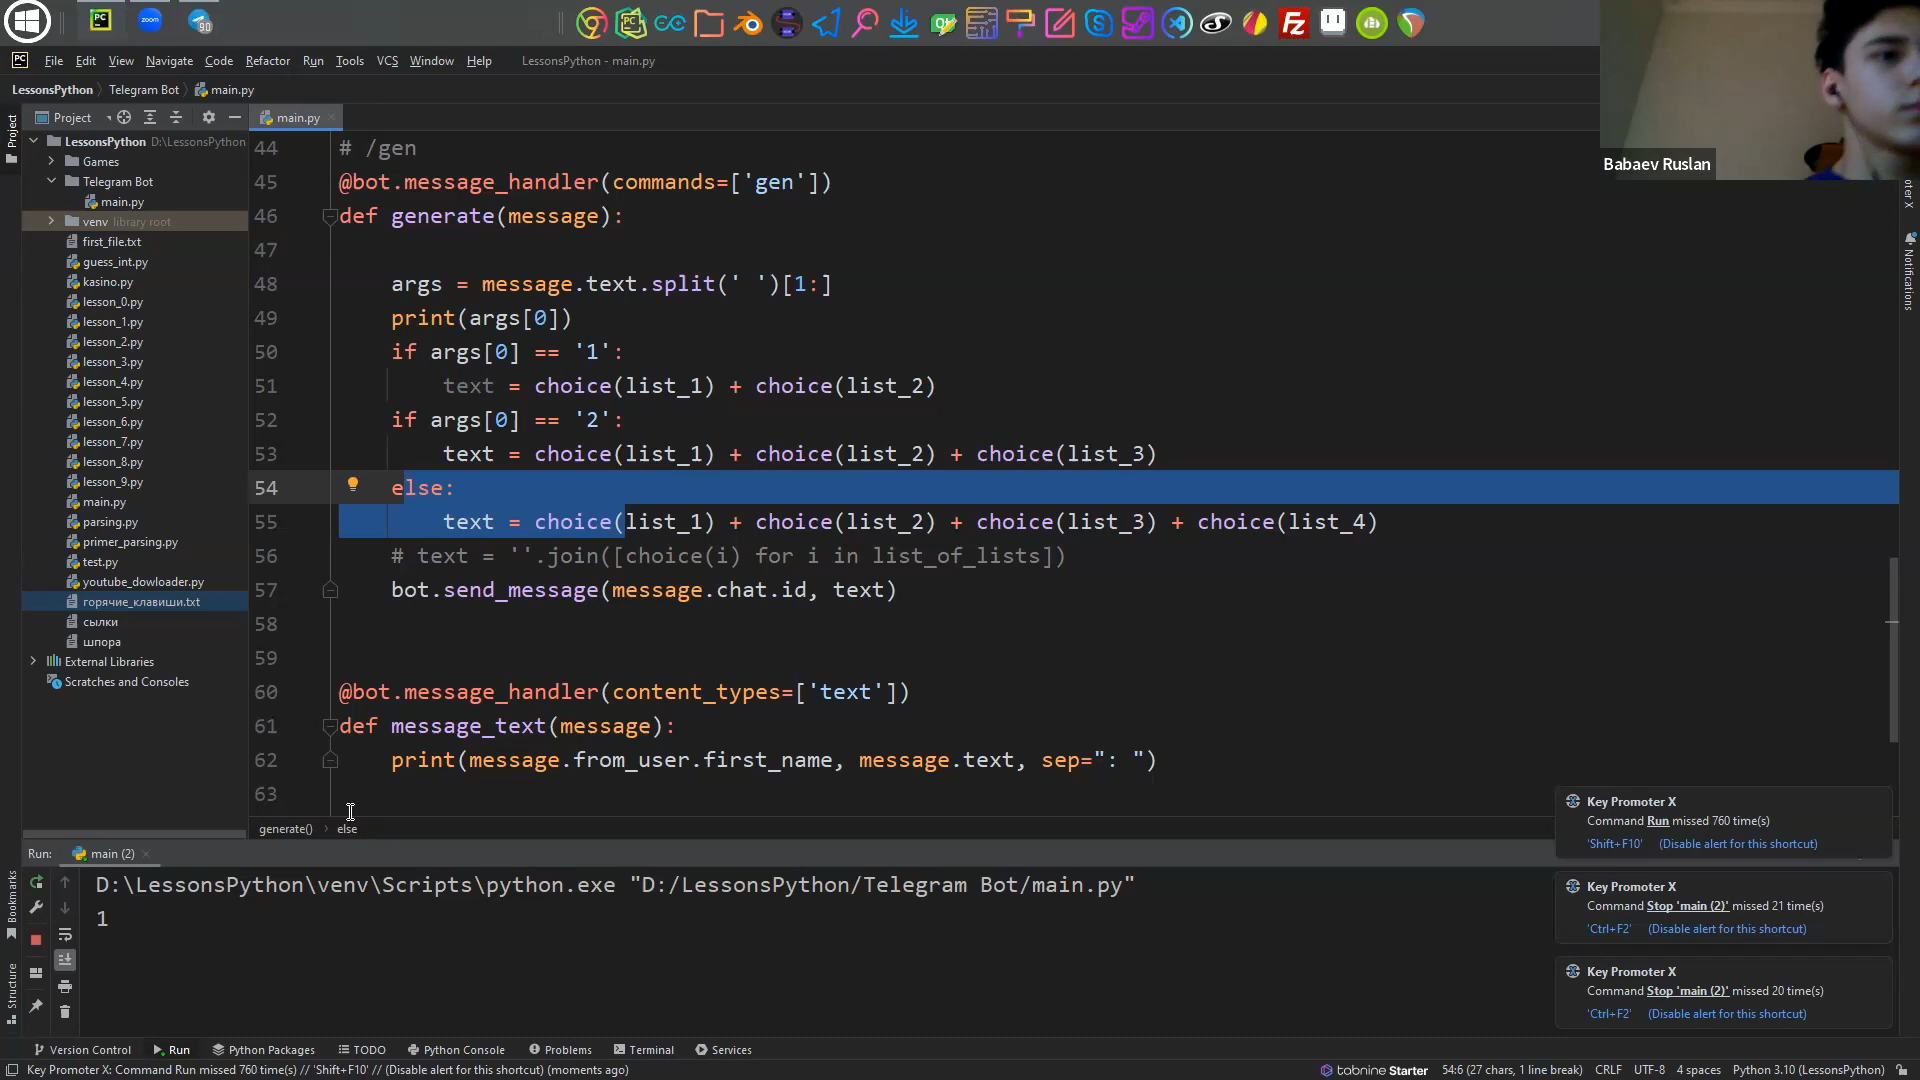 File Edit View Navigate Code Refactor Run Tools VCS Window Help LessonsPython - main.py
LessonsPython Telegram Bot main.py
Babaev Ruslan
Project
Project
main.py
LessonsPython D:\LessonsPython
Games
Telegram Bot
main.py
venv library root
first_file.txt
guess_int.py
kasino.py
lesson_0.py
lesson_1.py
lesson_2.py
lesson_3.py
lesson_4.py
lesson_5.py
lesson_6.py
lesson_7.py
lesson_8.py
lesson_9.py
main.py
parsing.py
primer_parsing.py
test.py
youtube_dowloader.py
горячие_клавиши.txt
сылки
шпора
External Libraries
Scratches and Consoles
44 # /gen
45 @bot.message_handler(commands=['gen'])
46 def generate(message):
47
48 args = message.text.split(' ')[1:]
49 print(args[0])
50 if args[0] == '1':
51 text = choice(list_1) + choice(list_2)
52 if args[0] == '2':
53 text = choice(list_1) + choice(list_2) + choice(list_3)
54 else:
55 text = choice(list_1) + choice(list_2) + choice(list_3) + choice(list_4)
56 # text = ''.join([choice(i) for i in list_of_lists])
57 bot.send_message(message.chat.id, text)
58
59
60 @bot.message_handler(content_types=['text'])
61 def message_text(message):
62 print(message.from_user.first_name, message.text, sep=": ")
63
generate() else
Notifications
Key Promoter X
Command Run missed 760 time(s)
'Shift+F10' (Disable alert for this shortcut)
Key Promoter X
Command Stop 'main (2)' missed 21 time(s)
'Ctrl+F2' (Disable alert for this shortcut)
Key Promoter X
Command Stop 'main (2)' missed 20 time(s)
'Ctrl+F2' (Disable alert for this shortcut)
Run: main (2)
D:\LessonsPython\venv\Scripts\python.exe "D:/LessonsPython/Telegram Bot/main.py"
1
Bookmarks
Structure
Version Control Run Python Packages TODO Python Console Problems Terminal Services
Key Promoter X: Command Run missed 760 time(s) // 'Shift+F10' // (Disable alert for this shortcut) (moments ago)
tabnine Starter 54:6 (27 chars, 1 line break) CRLF UTF-8 4 spaces Python 3.10 (LessonsPython)